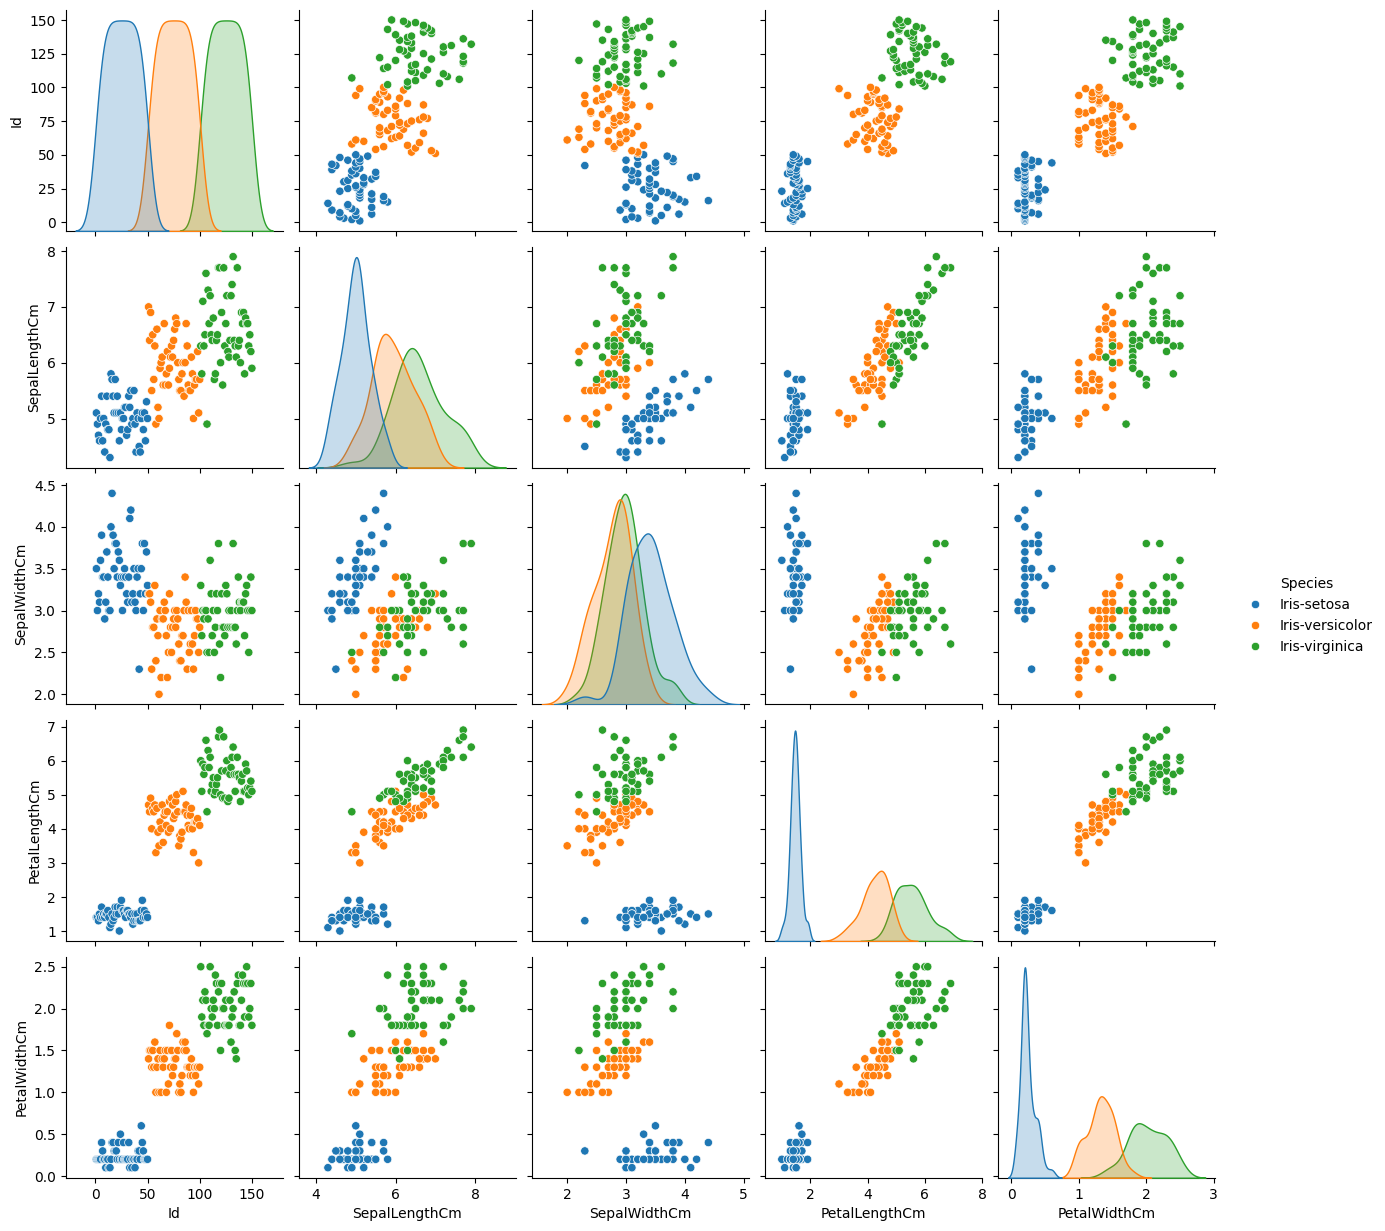 150
125
100
75
50
25
0
Id
8
7
6
5
SepalLengthCm
4.5
4.0
3.5
3.0
2.5
2.0
SepalWidthCm
Species
Iris-setosa
Iris-versicolor
Iris-virginica
7
6
5
4
3
2
1
PetalLengthCm
2.5
2.0
1.5
1.0
0.5
0.0
PetalWidthCm
0 50 100 150
4 6 8
2 3 4 5
2 4 6 8
0 1 2 3
Id SepalLengthCm SepalWidthCm PetalLengthCm PetalWidthCm